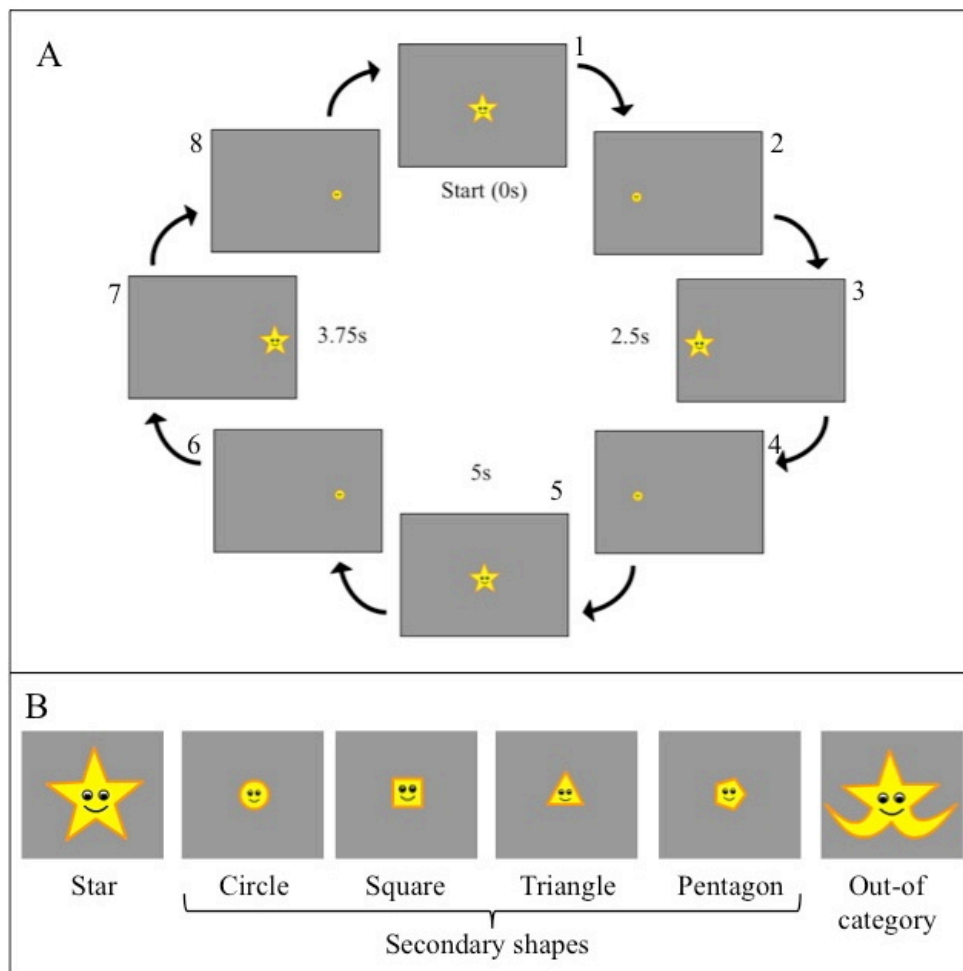 A
1
8
2
Start (0s)
7
3
3.75s
2.5s
6
4
5s
5
B
Star
Circle
Square
Triangle
Pentagon
Out-of
category
Secondary shapes